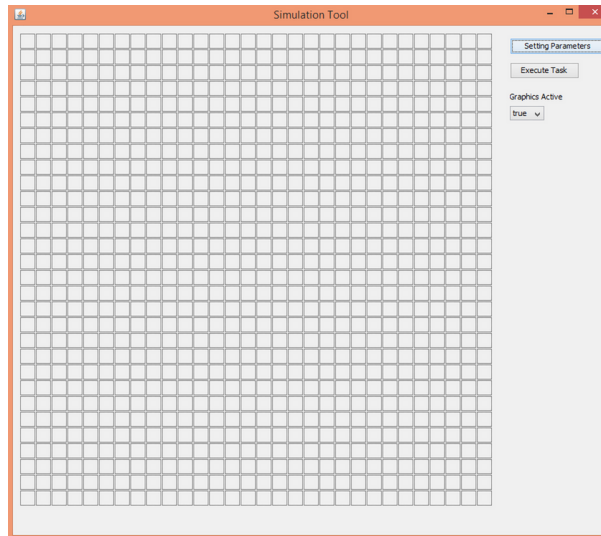 Simulation Tool
Setting Parameters
Execute Task
Graphics Active
true